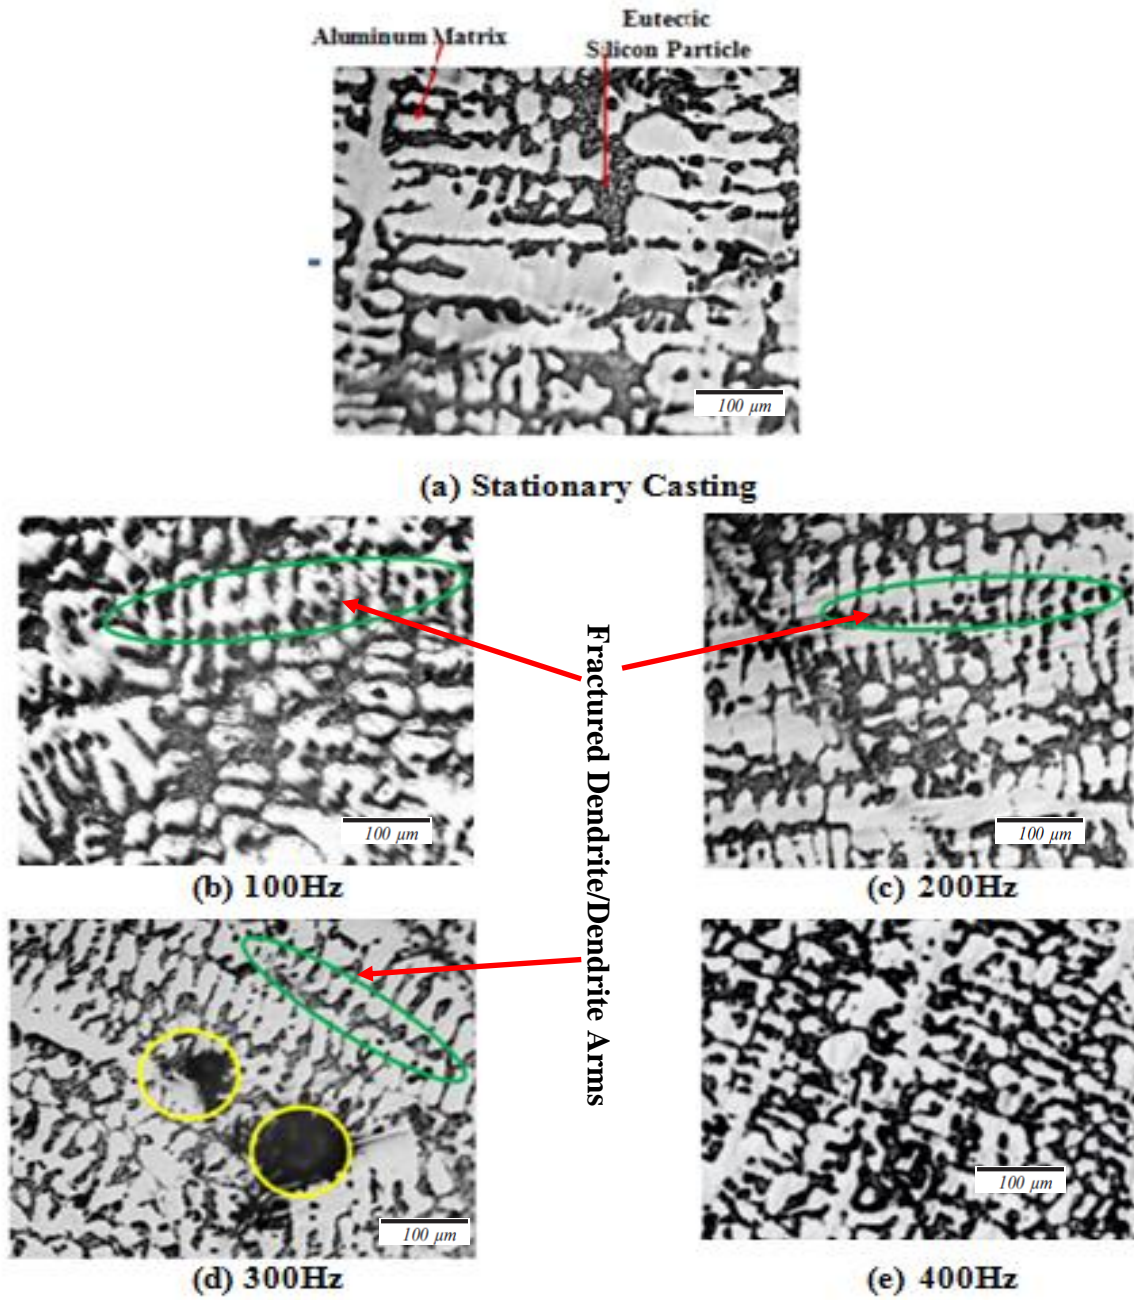 Aluminum Matrix
Eutectic
Silicon Particle
100 µm
(a) Stationary Casting
100 µm
(b) 100Hz
100 µm
(c) 200Hz
Fractured Dendrite/Dendrite Arms
100 µm
(d) 300Hz
100 µm
(e) 400Hz